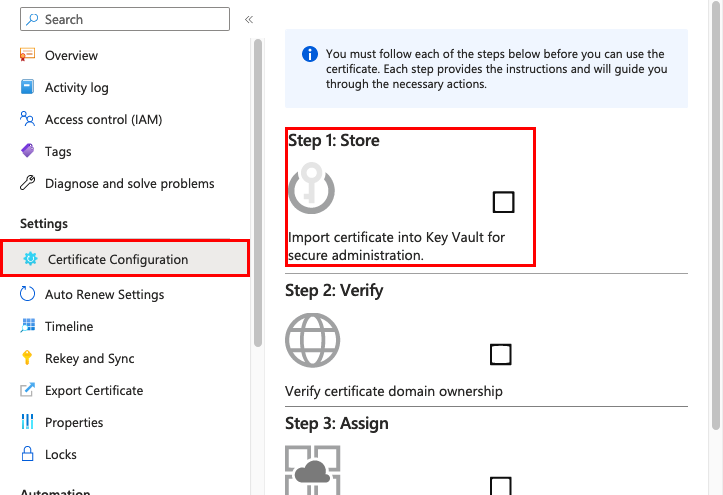 Search
Overview
Activity log
Access control (IAM)
Tags
Diagnose and solve problems
Settings
Certificate Configuration
Auto Renew Settings
Timeline
Rekey and Sync
Export Certificate
Properties
Locks
Automation
You must follow each of the steps below before you can use the
certificate. Each step provides the instructions and will guide you
through the necessary actions.
Step 1: Store
Import certificate into Key Vault for
secure administration.
Step 2: Verify
Verify certificate domain ownership
Step 3: Assign